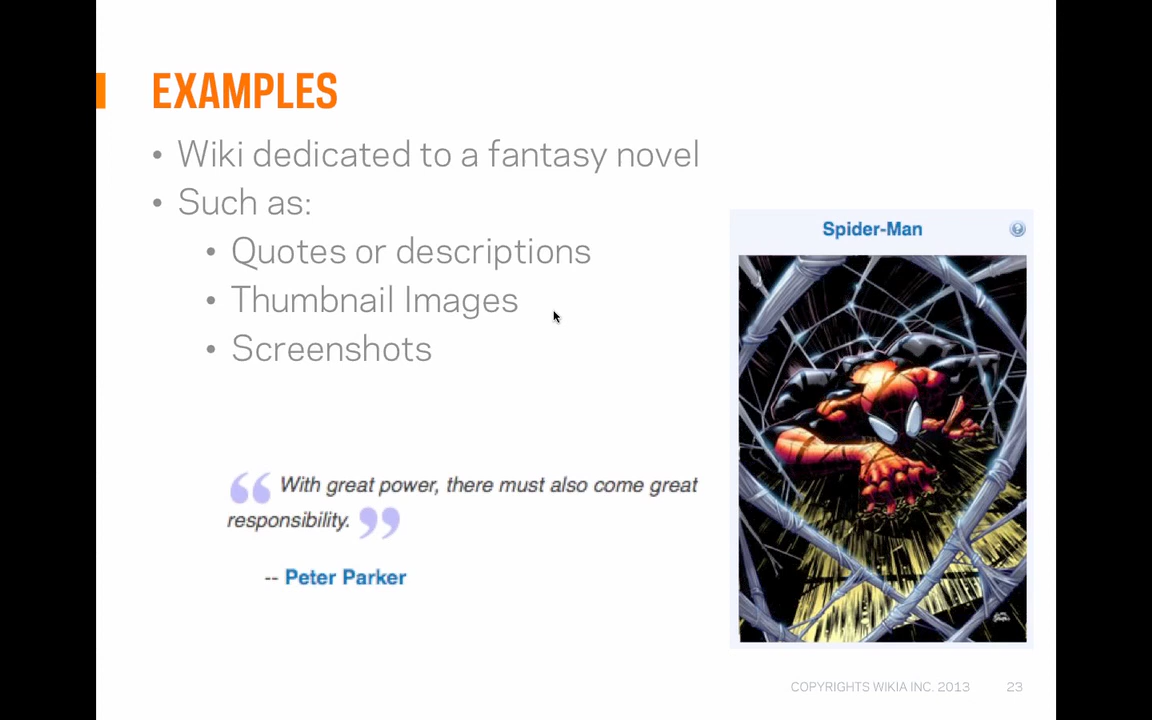 EXAMPLES
• Wiki dedicated to a fantasy novel
• Such as:
• Quotes or descriptions
• Thumbnail Images
• Screenshots
Spider-Man
“ With great power, there must also come great
responsibility. ”
-- Peter Parker
COPYRIGHTS WIKIA INC. 2013
23